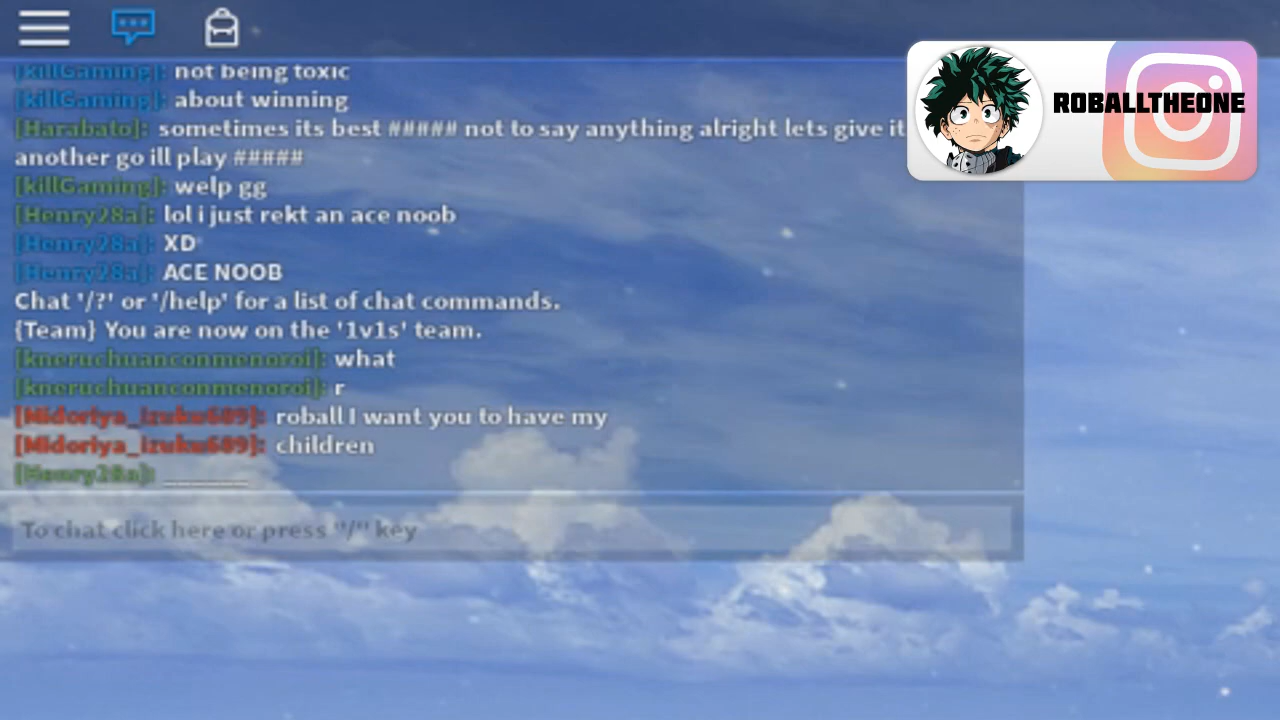 [killGaming]: not being toxic
[killGaming]: about winning
[Harabato]: sometimes its best ##### not to say anything alright lets give it
another go ill play #####
[killGaming]: welp gg
[Henry28a]: lol i just rekt an ace noob
[Henry28a]: XD
[Henry28a]: ACE NOOB
Chat '/?' or '/help' for a list of chat commands.
{Team} You are now on the '1v1s' team.
[kneruchuanconmenoroi]: what
[kneruchuanconmenoroi]: r
[Midoriya_izuku689]: roball I want you to have my
[Midoriya_izuku689]: children
[Henry28a]: _______
To chat click here or press "/" key
ROBALLTHEONE